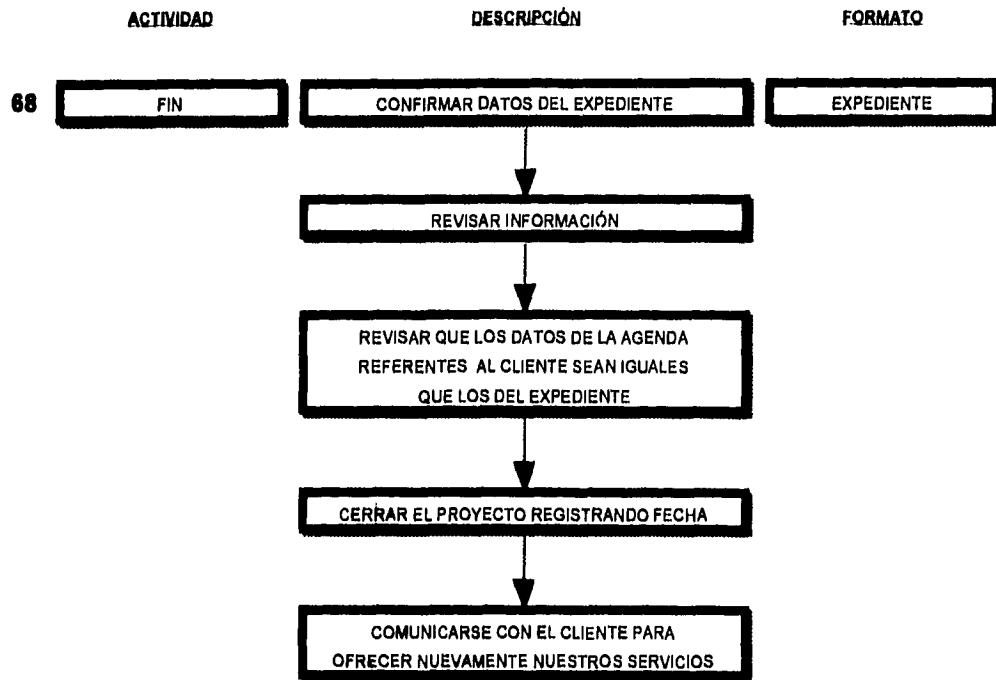 ACTIVIDAD DESCRIPCIÓN FORMATO
68 FIN CONFIRMAR DATOS DEL EXPEDIENTE EXPEDIENTE
REVISAR INFORMACIÓN
REVISAR QUE LOS DATOS DE LA AGENDA
REFERENTES AL CLIENTE SEAN IGUALES
QUE LOS DEL EXPEDIENTE
CERRAR EL PROYECTO REGISTRANDO FECHA
COMUNICARSE CON EL CLIENTE PARA
OFRECER NUEVAMENTE NUESTROS SERVICIOS